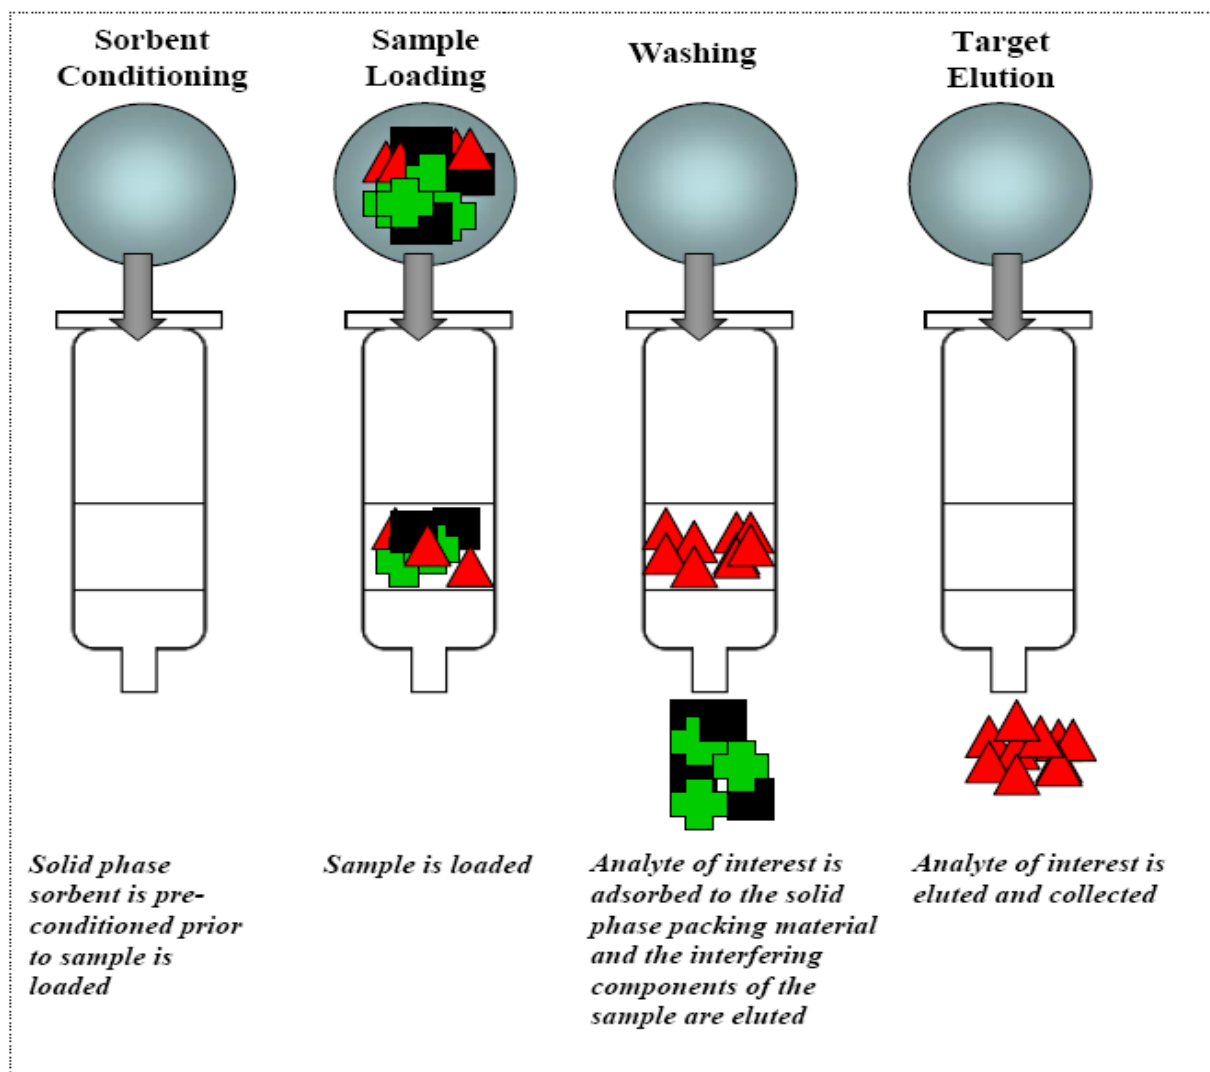 Sorbent
Conditioning
Sample
Loading
Washing
Target
Elution
Solid phase
sorbent is pre-
conditioned prior
to sample is
loaded
Sample is loaded
Analyte of interest is
adsorbed to the solid
phase packing material
and the interfering
components of the
sample are eluted
Analyte of interest is
eluted and collected